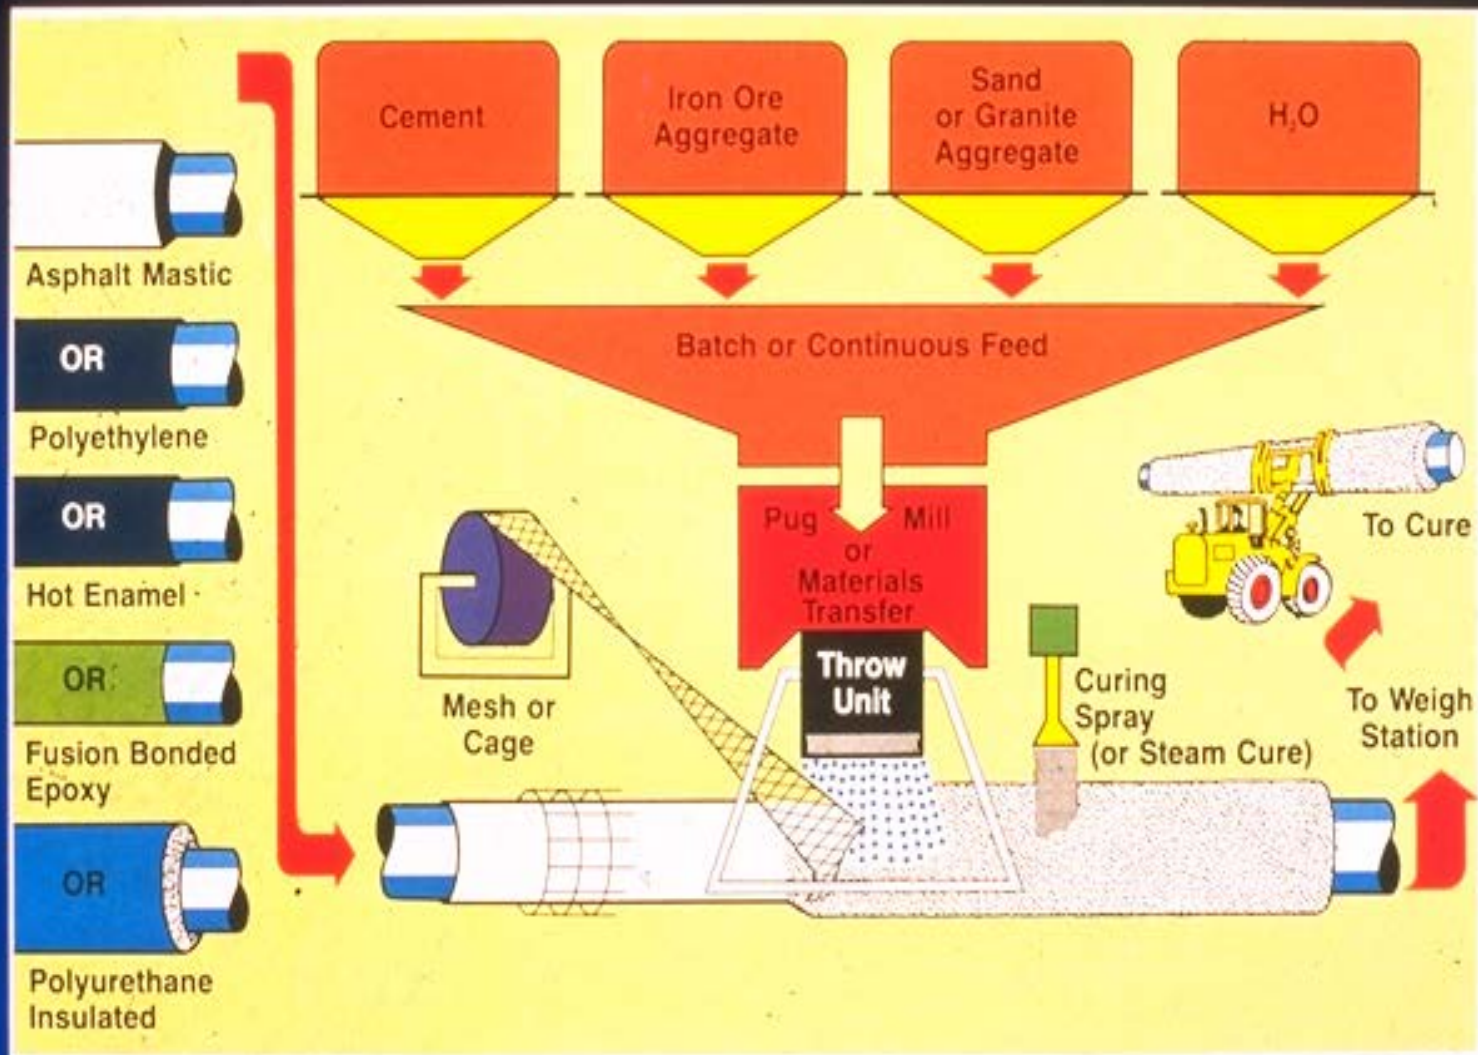 Cement
Iron Ore
Aggregate
Sand
or Granite
Aggregate
H₂O
Asphalt Mastic
OR
Polyethylene
OR
Hot Enamel
OR
Fusion Bonded
Epoxy
OR
Polyurethane
Insulated
Batch or Continuous Feed
Pug Mill
or
Materials
Transfer
Throw
Unit
Mesh or
Cage
Curing
Spray
(or Steam Cure)
To Cure
To Weigh
Station